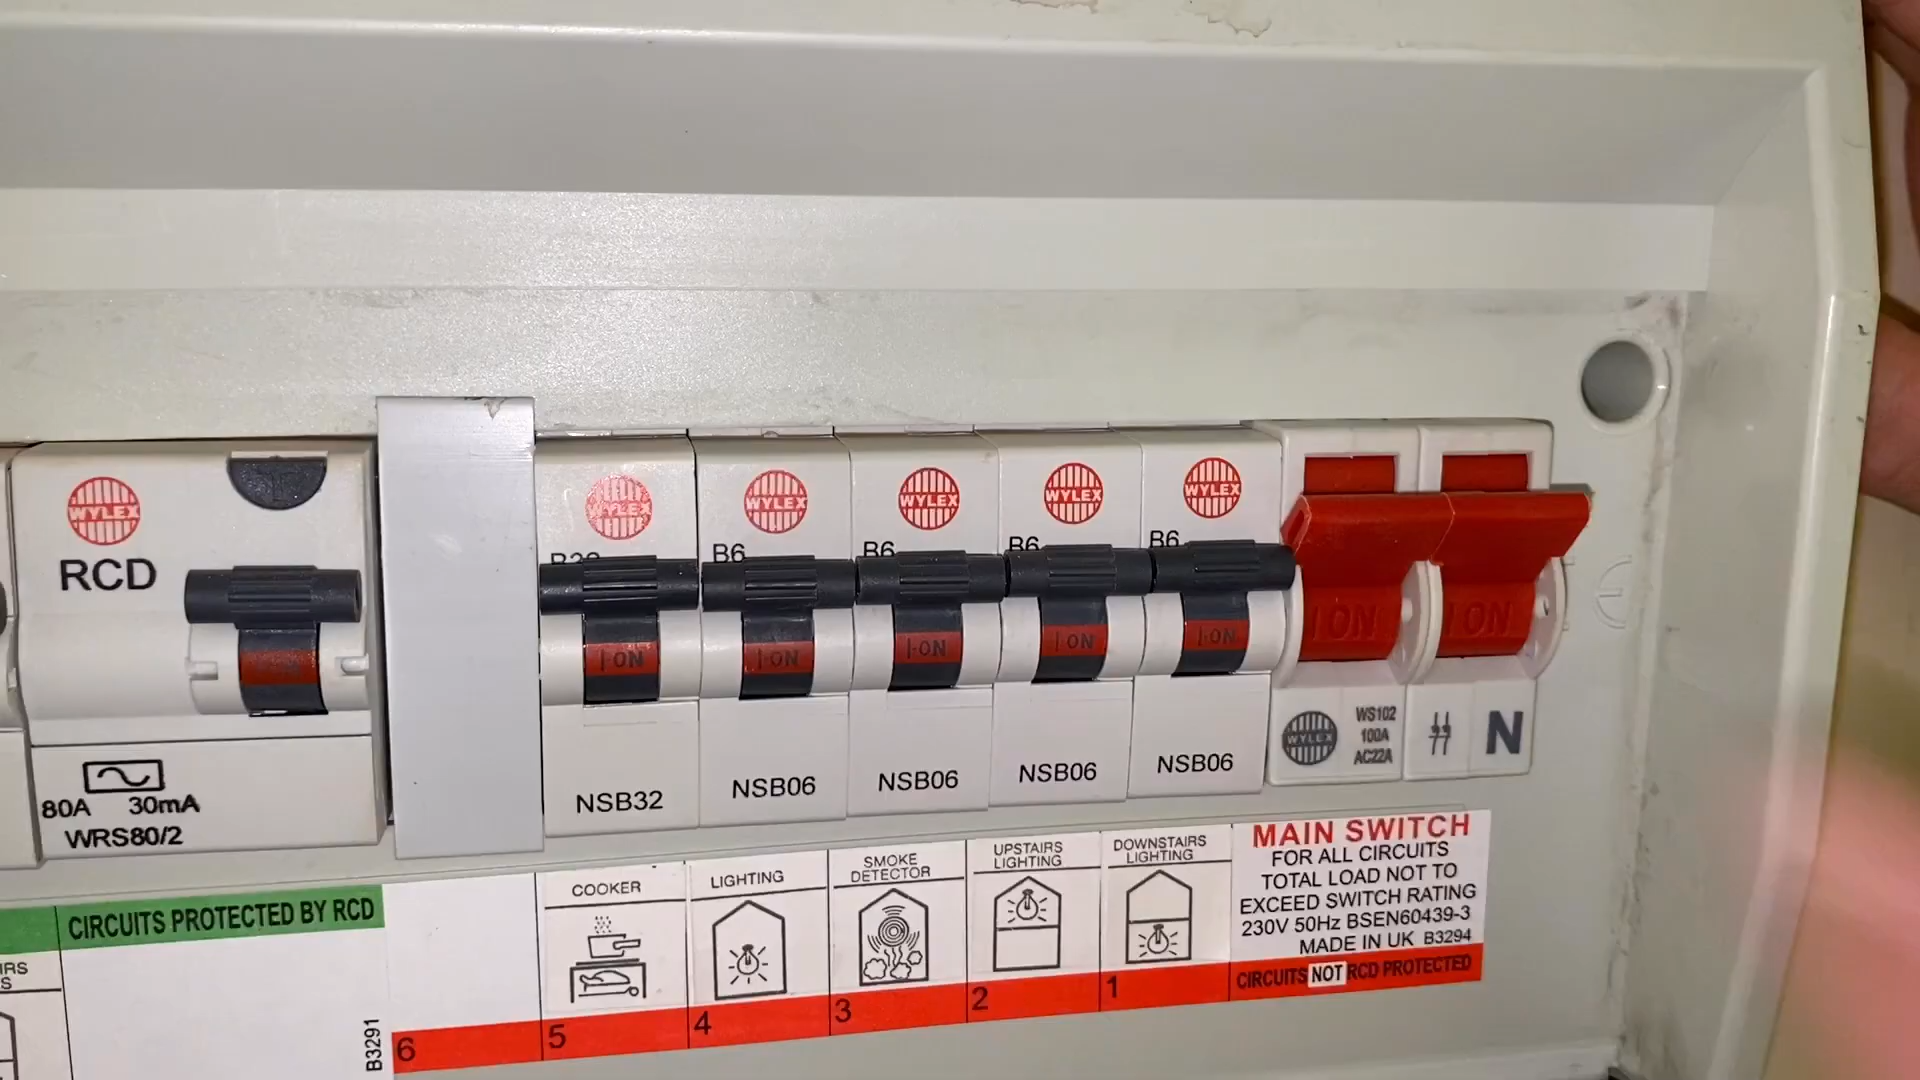 WYLEX
RCD
I-ON
80A 30mA
WRS80/2
WYLEX
I-ON
NSB32
WYLEX
B6
I-ON
NSB06
WYLEX
B6
I-ON
NSB06
WYLEX
B6
I-ON
NSB06
WYLEX
B6
I-ON
NSB06
I ON
I ON
WYLEX
WS102
100A
AC22A
N
CE
CIRCUITS PROTECTED BY RCD
B3291
6
COOKER
5
LIGHTING
4
SMOKE
DETECTOR
3
UPSTAIRS
LIGHTING
2
DOWNSTAIRS
LIGHTING
1
MAIN SWITCH
FOR ALL CIRCUITS
TOTAL LOAD NOT TO
EXCEED SWITCH RATING
230V 50Hz BSEN60439-3
MADE IN UK B3294
CIRCUITS NOT RCD PROTECTED